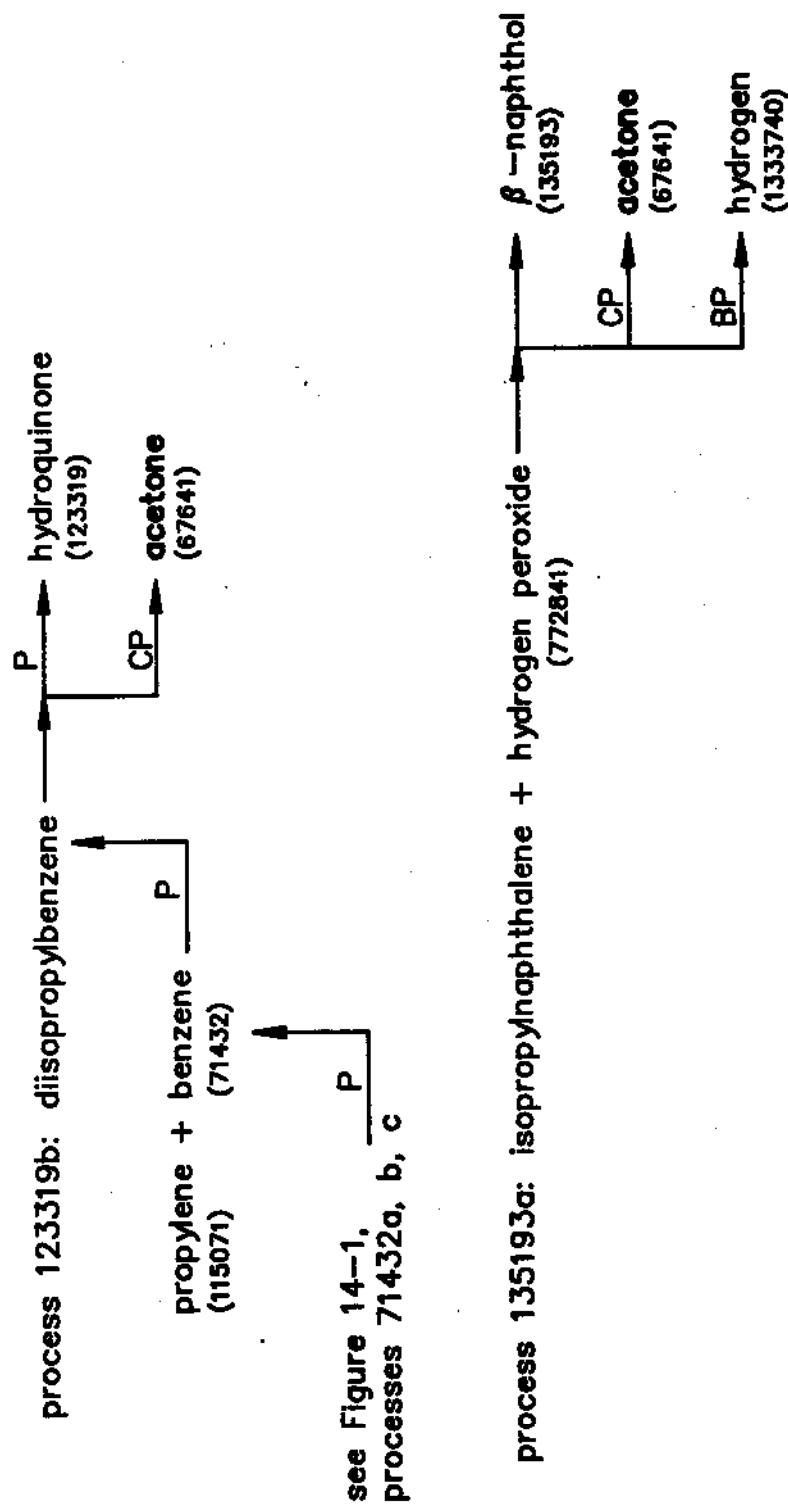 process 123319b: diisopropylbenzene
P
hydroquinone
(123319)
CP
acetone
(67641)
propylene + benzene
(115071)
(71432)
P
see Figure 14-1,
processes 71432a, b, c
P
process 135193a: isopropylnaphthalene + hydrogen peroxide
(772841)
β-naphthol
(135193)
CP
acetone
(67641)
BP
hydrogen
(1333740)